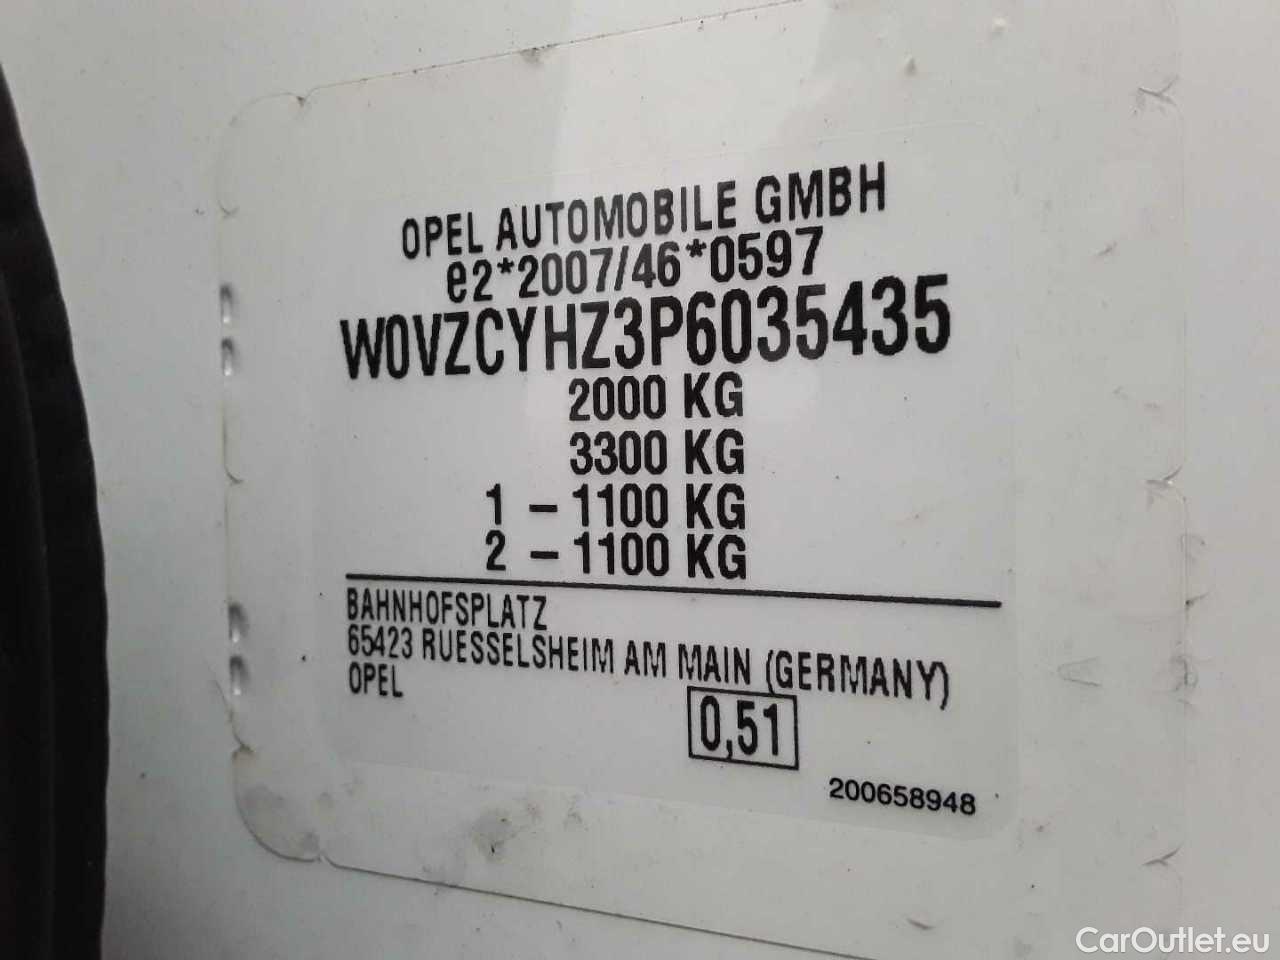 OPEL AUTOMOBILE GMBH
e2*2007/46*0597
W0VZCYHZ3P6035435
2000 KG
3300 KG
1 - 1100 KG
2 - 1100 KG
BAHNHOFSPLATZ
65423 RUESSELSHEIM AM MAIN (GERMANY)
OPEL
0,51
200658948
CarOutlet.eu